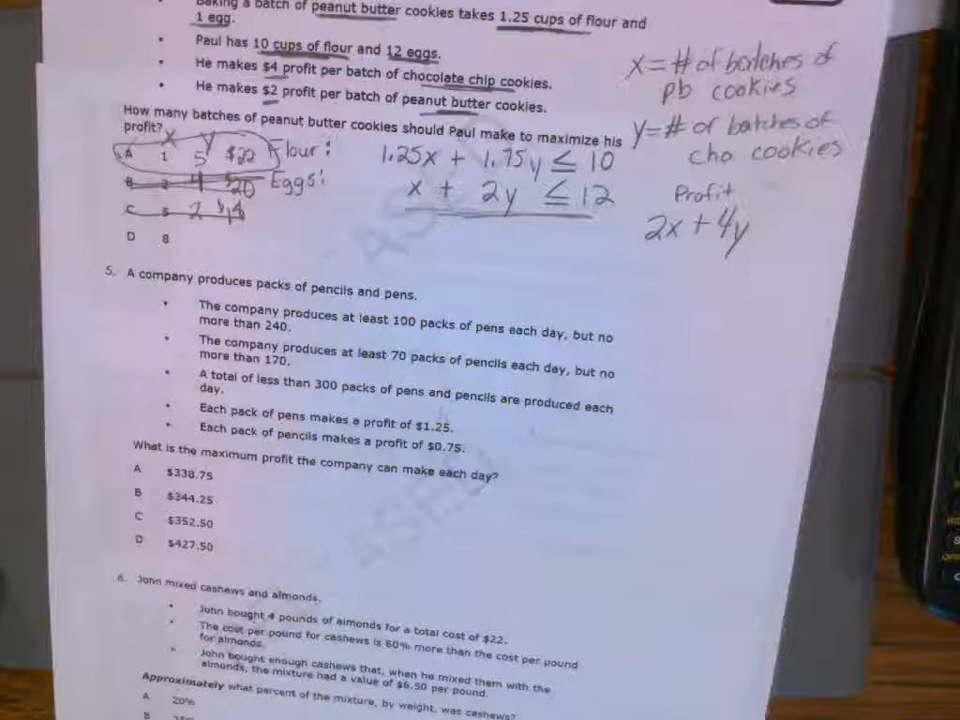 Baking a batch of peanut butter cookies takes 1.25 cups of flour and
1 egg.
• Paul has 10 cups of flour and 12 eggs.
• He makes $4 profit per batch of chocolate chip cookies.
• He makes $2 profit per batch of peanut butter cookies.
How many batches of peanut butter cookies should Paul make to maximize his
profit?
x y
A 1 5 $22
B 2 4 $20
C 5 2 $18
D 8
Flour: 1.25x + 1.75y ≤ 10
Eggs: x + 2y ≤ 12
x = # of batches of
pb cookies
y = # of batches of
cho cookies
Profit
2x + 4y
5. A company produces packs of pencils and pens.
• The company produces at least 100 packs of pens each day, but no
more than 240.
• The company produces at least 70 packs of pencils each day, but no
more than 170.
• A total of less than 300 packs of pens and pencils are produced each
day.
• Each pack of pens makes a profit of $1.25.
• Each pack of pencils makes a profit of $0.75.
What is the maximum profit the company can make each day?
A $338.75
B $344.25
C $352.50
D $427.50
6. John mixed cashews and almonds.
• John bought 4 pounds of almonds for a total cost of $22.
• The cost per pound for cashews is 60% more than the cost per pound
for almonds.
• John bought enough cashews that, when he mixed them with the
almonds, the mixture had a value of $6.50 per pound.
Approximately what percent of the mixture, by weight, was cashews?
A 20%
B